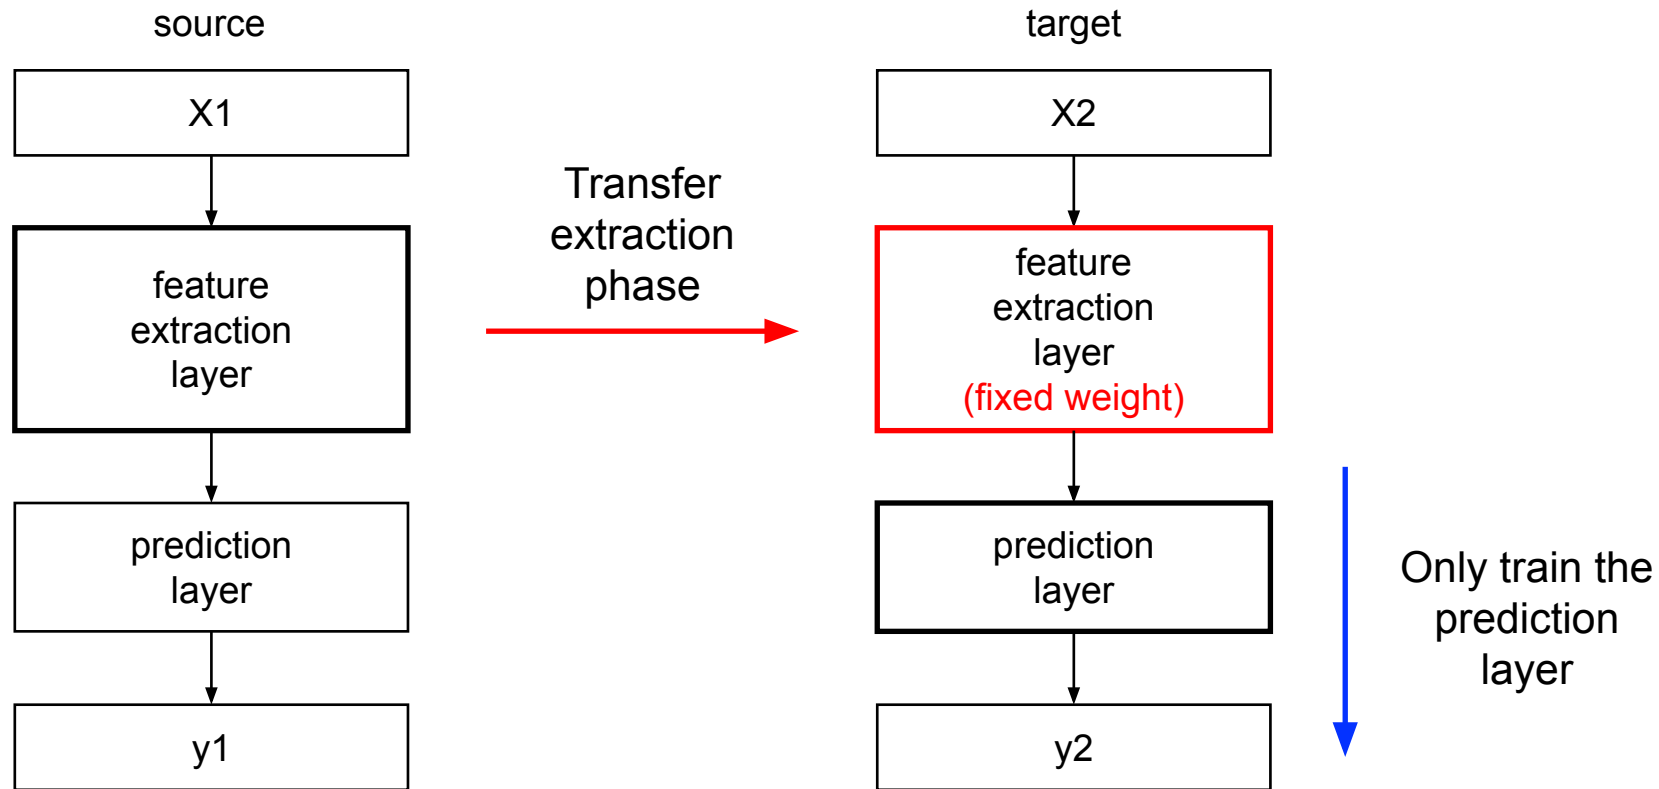 source
X1
feature
extraction
layer
prediction
layer
y1
Transfer
extraction
phase
target
X2
feature
extraction
layer
(fixed weight)
prediction
layer
y2
Only train the
prediction
layer